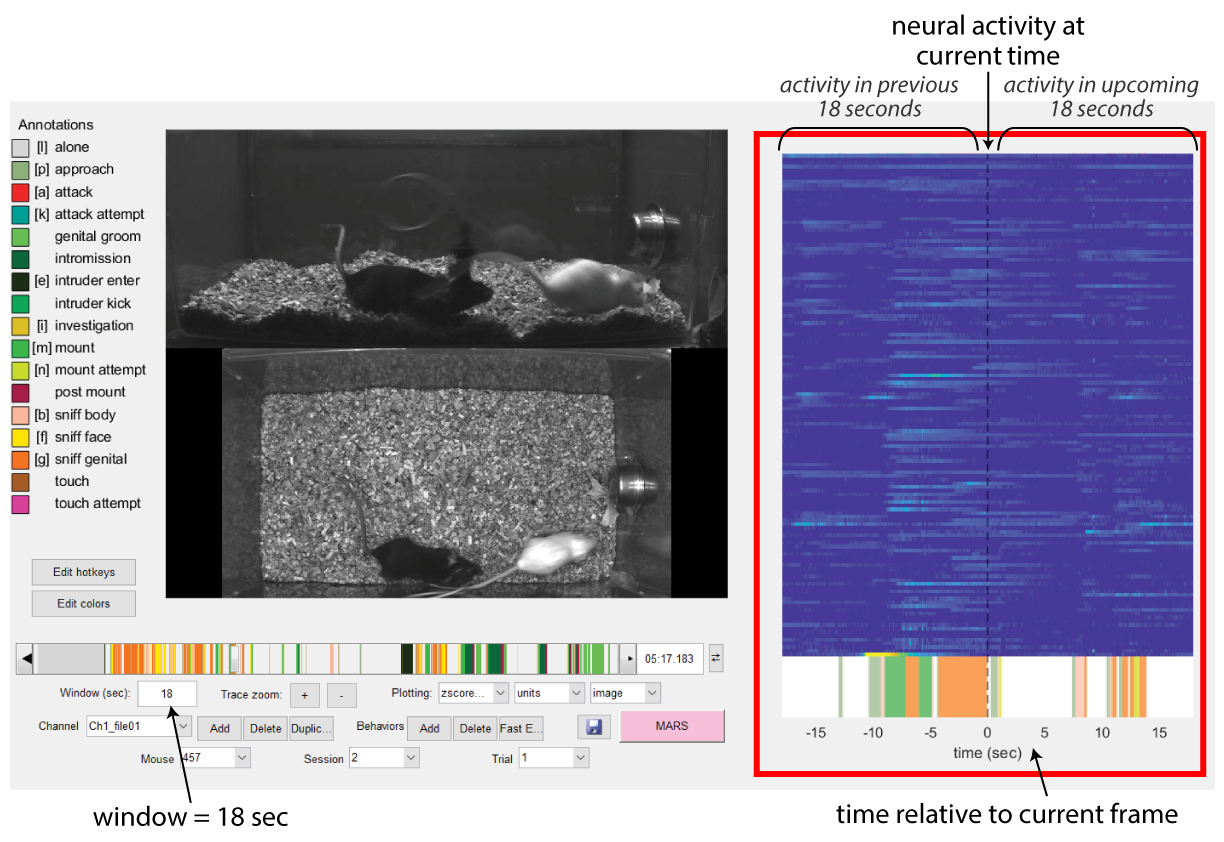 neural activity at
current time
activity in previous
18 seconds
activity in upcoming
18 seconds
Annotations
[l] alone
[p] approach
[a] attack
[k] attack attempt
genital groom
intromission
[e] intruder enter
intruder kick
[i] investigation
[m] mount
[n] mount attempt
post mount
[b] sniff body
[f] sniff face
[g] sniff genital
touch
touch attempt
Edit hotkeys
Edit colors
05:17.183
Window (sec): 18 Trace zoom: + - Plotting: zscore... units image
Channel Ch1_file01 Add Delete Duplic... Behaviors Add Delete Fast E... MARS
Mouse 457 Session 2 Trial 1
-15 -10 -5 0 5 10 15
time (sec)
window = 18 sec
time relative to current frame